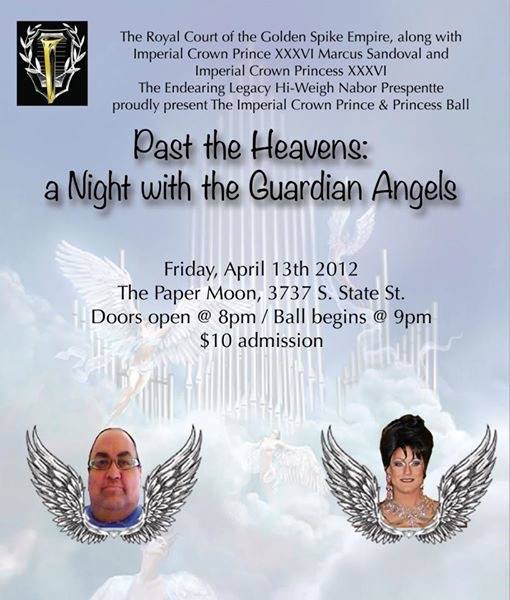 The Royal Court of the Golden Spike Empire, along with
Imperial Crown Prince XXXVI Marcus Sandoval and
Imperial Crown Princess XXXVI
The Endearing Legacy Hi-Weigh Nabor Prespentte
proudly present The Imperial Crown Prince & Princess Ball
Past the Heavens:
a Night with the Guardian Angels
Friday, April 13th 2012
The Paper Moon, 3737 S. State St.
Doors open @ 8pm / Ball begins @ 9pm
$10 admission